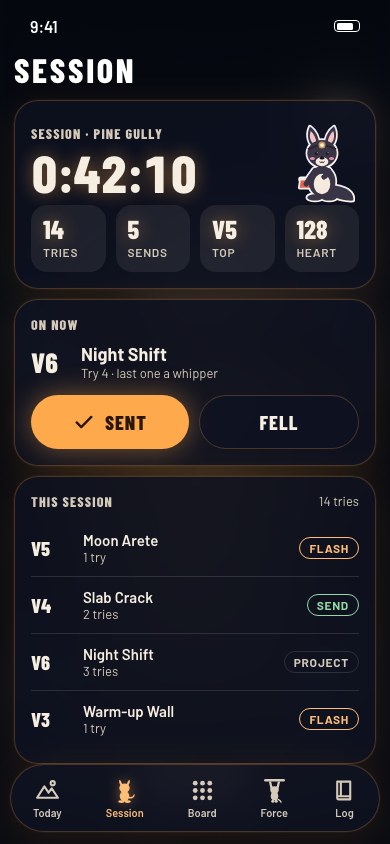 9:41
SESSION
SESSION · PINE GULLY
0:42:10
14 5 V5 128
TRIES SENDS TOP HEART
ON NOW
V6 Night Shift
Try 4 · last one a whipper
SENT FELL
THIS SESSION 14 tries
V5 Moon Arete FLASH
1 try
V4 Slab Crack SEND
2 tries
V6 Night Shift PROJECT
3 tries
V3 Warm-up Wall FLASH
1 try
Today Session Board Force Log